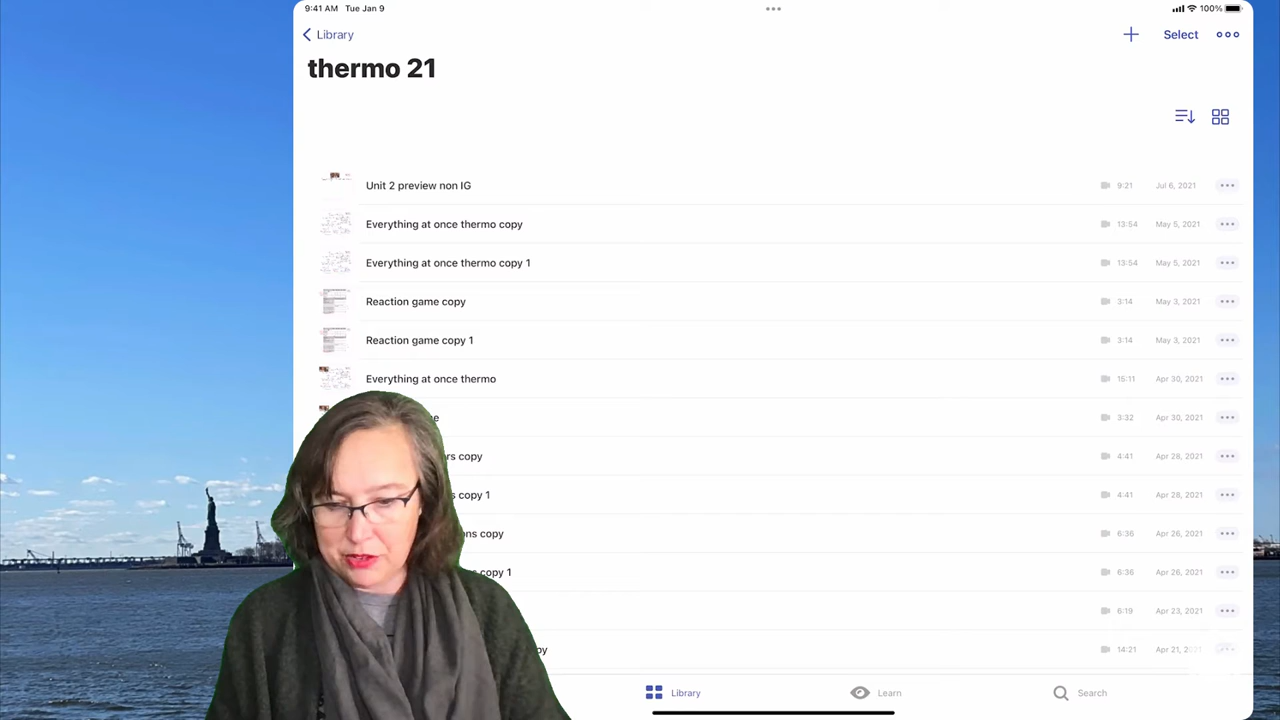 9:41 AM Tue Jan 9
100%
Library
Select
thermo 21
Unit 2 preview non IG 9:21 Jul 6, 2021
Everything at once thermo copy 13:54 May 5, 2021
Everything at once thermo copy 1 13:54 May 5, 2021
Reaction game copy 3:14 May 3, 2021
Reaction game copy 1 3:14 May 3, 2021
Everything at once thermo 15:11 Apr 30, 2021
3:32 Apr 30, 2021
copy 4:41 Apr 28, 2021
copy 1 4:41 Apr 28, 2021
copy 6:36 Apr 26, 2021
copy 1 6:36 Apr 26, 2021
6:19 Apr 23, 2021
14:21 Apr 21, 2021
Library Learn Search